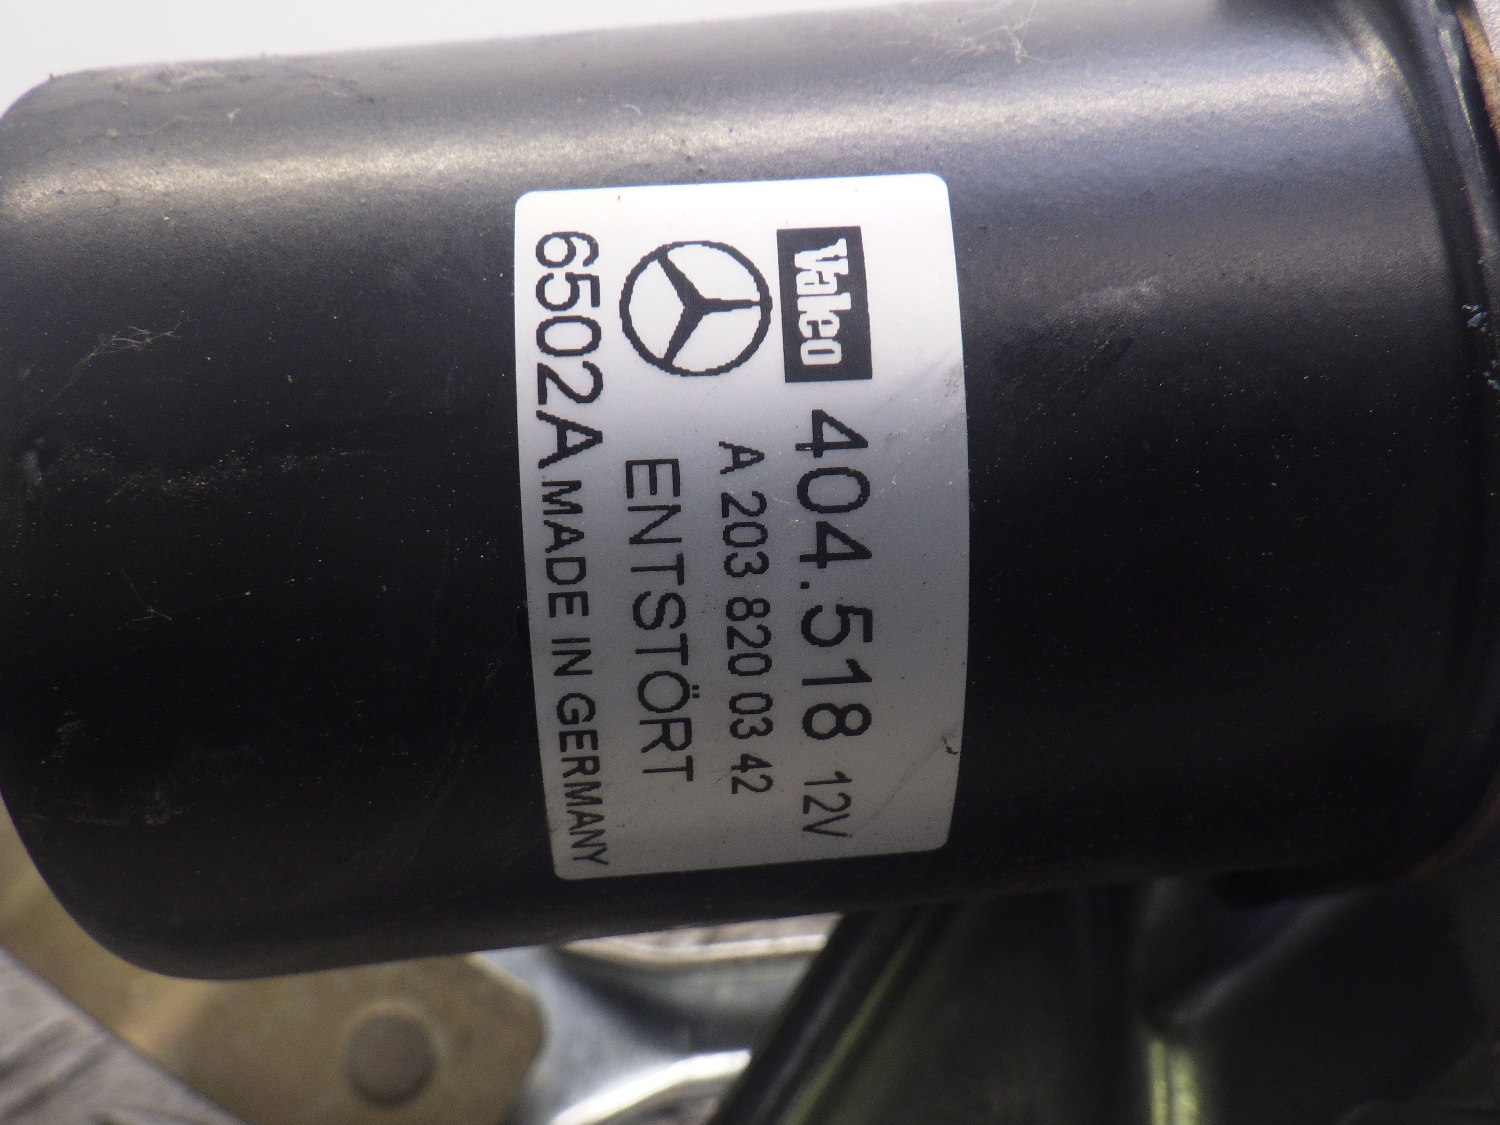 Valeo 404.518 12V
A 203 820 03 42
ENTSTÖRT
6502A MADE IN GERMANY